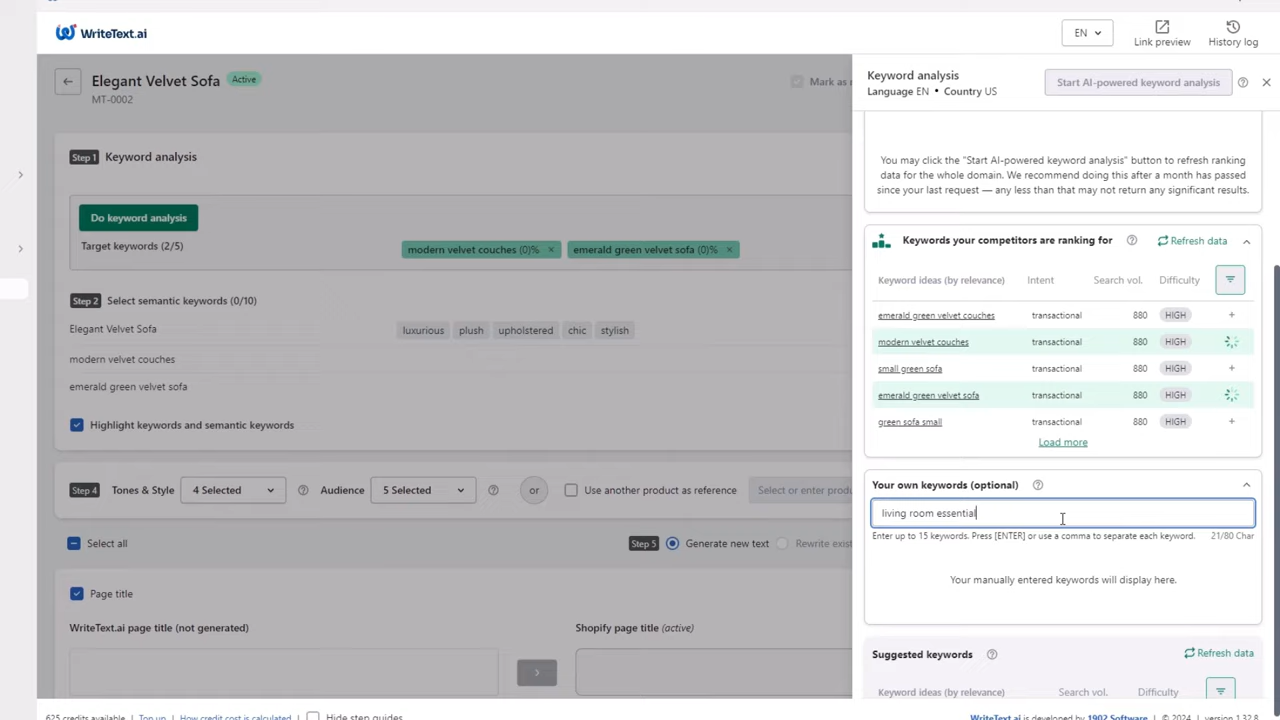 WriteText.ai
EN
Link preview
History log
Elegant Velvet Sofa Active
MT-0002
Mark as
Step 1 Keyword analysis
Do keyword analysis
Target keywords (2/5)
modern velvet couches (0)% ×
emerald green velvet sofa (0)% ×
Step 2 Select semantic keywords (0/10)
Elegant Velvet Sofa
luxurious plush upholstered chic stylish
modern velvet couches
emerald green velvet sofa
Highlight keywords and semantic keywords
Step 4 Tones & Style 4 Selected Audience 5 Selected or Use another product as reference Select or enter produ
Select all
Step 5 Generate new text Rewrite exist
Page title
WriteText.ai page title (not generated)
Shopify page title (active)
625 credits available | Top up | How credit cost is calculated | Hide step guides
Keyword analysis
Language EN • Country US
Start AI-powered keyword analysis
You may click the "Start AI-powered keyword analysis" button to refresh ranking
data for the whole domain. We recommend doing this after a month has passed
since your last request — any less than that may not return any significant results.
Keywords your competitors are ranking for Refresh data
Keyword ideas (by relevance) Intent Search vol. Difficulty
emerald green velvet couches transactional 880 HIGH +
modern velvet couches transactional 880 HIGH
small green sofa transactional 880 HIGH +
emerald green velvet sofa transactional 880 HIGH
green sofa small transactional 880 HIGH +
Load more
Your own keywords (optional)
living room essential
Enter up to 15 keywords. Press [ENTER] or use a comma to separate each keyword. 21/80 Char
Your manually entered keywords will display here.
Suggested keywords Refresh data
Keyword ideas (by relevance) Search vol. Difficulty
WriteText.ai is developed by 1902 Software | © 2024 | version 1.32.8